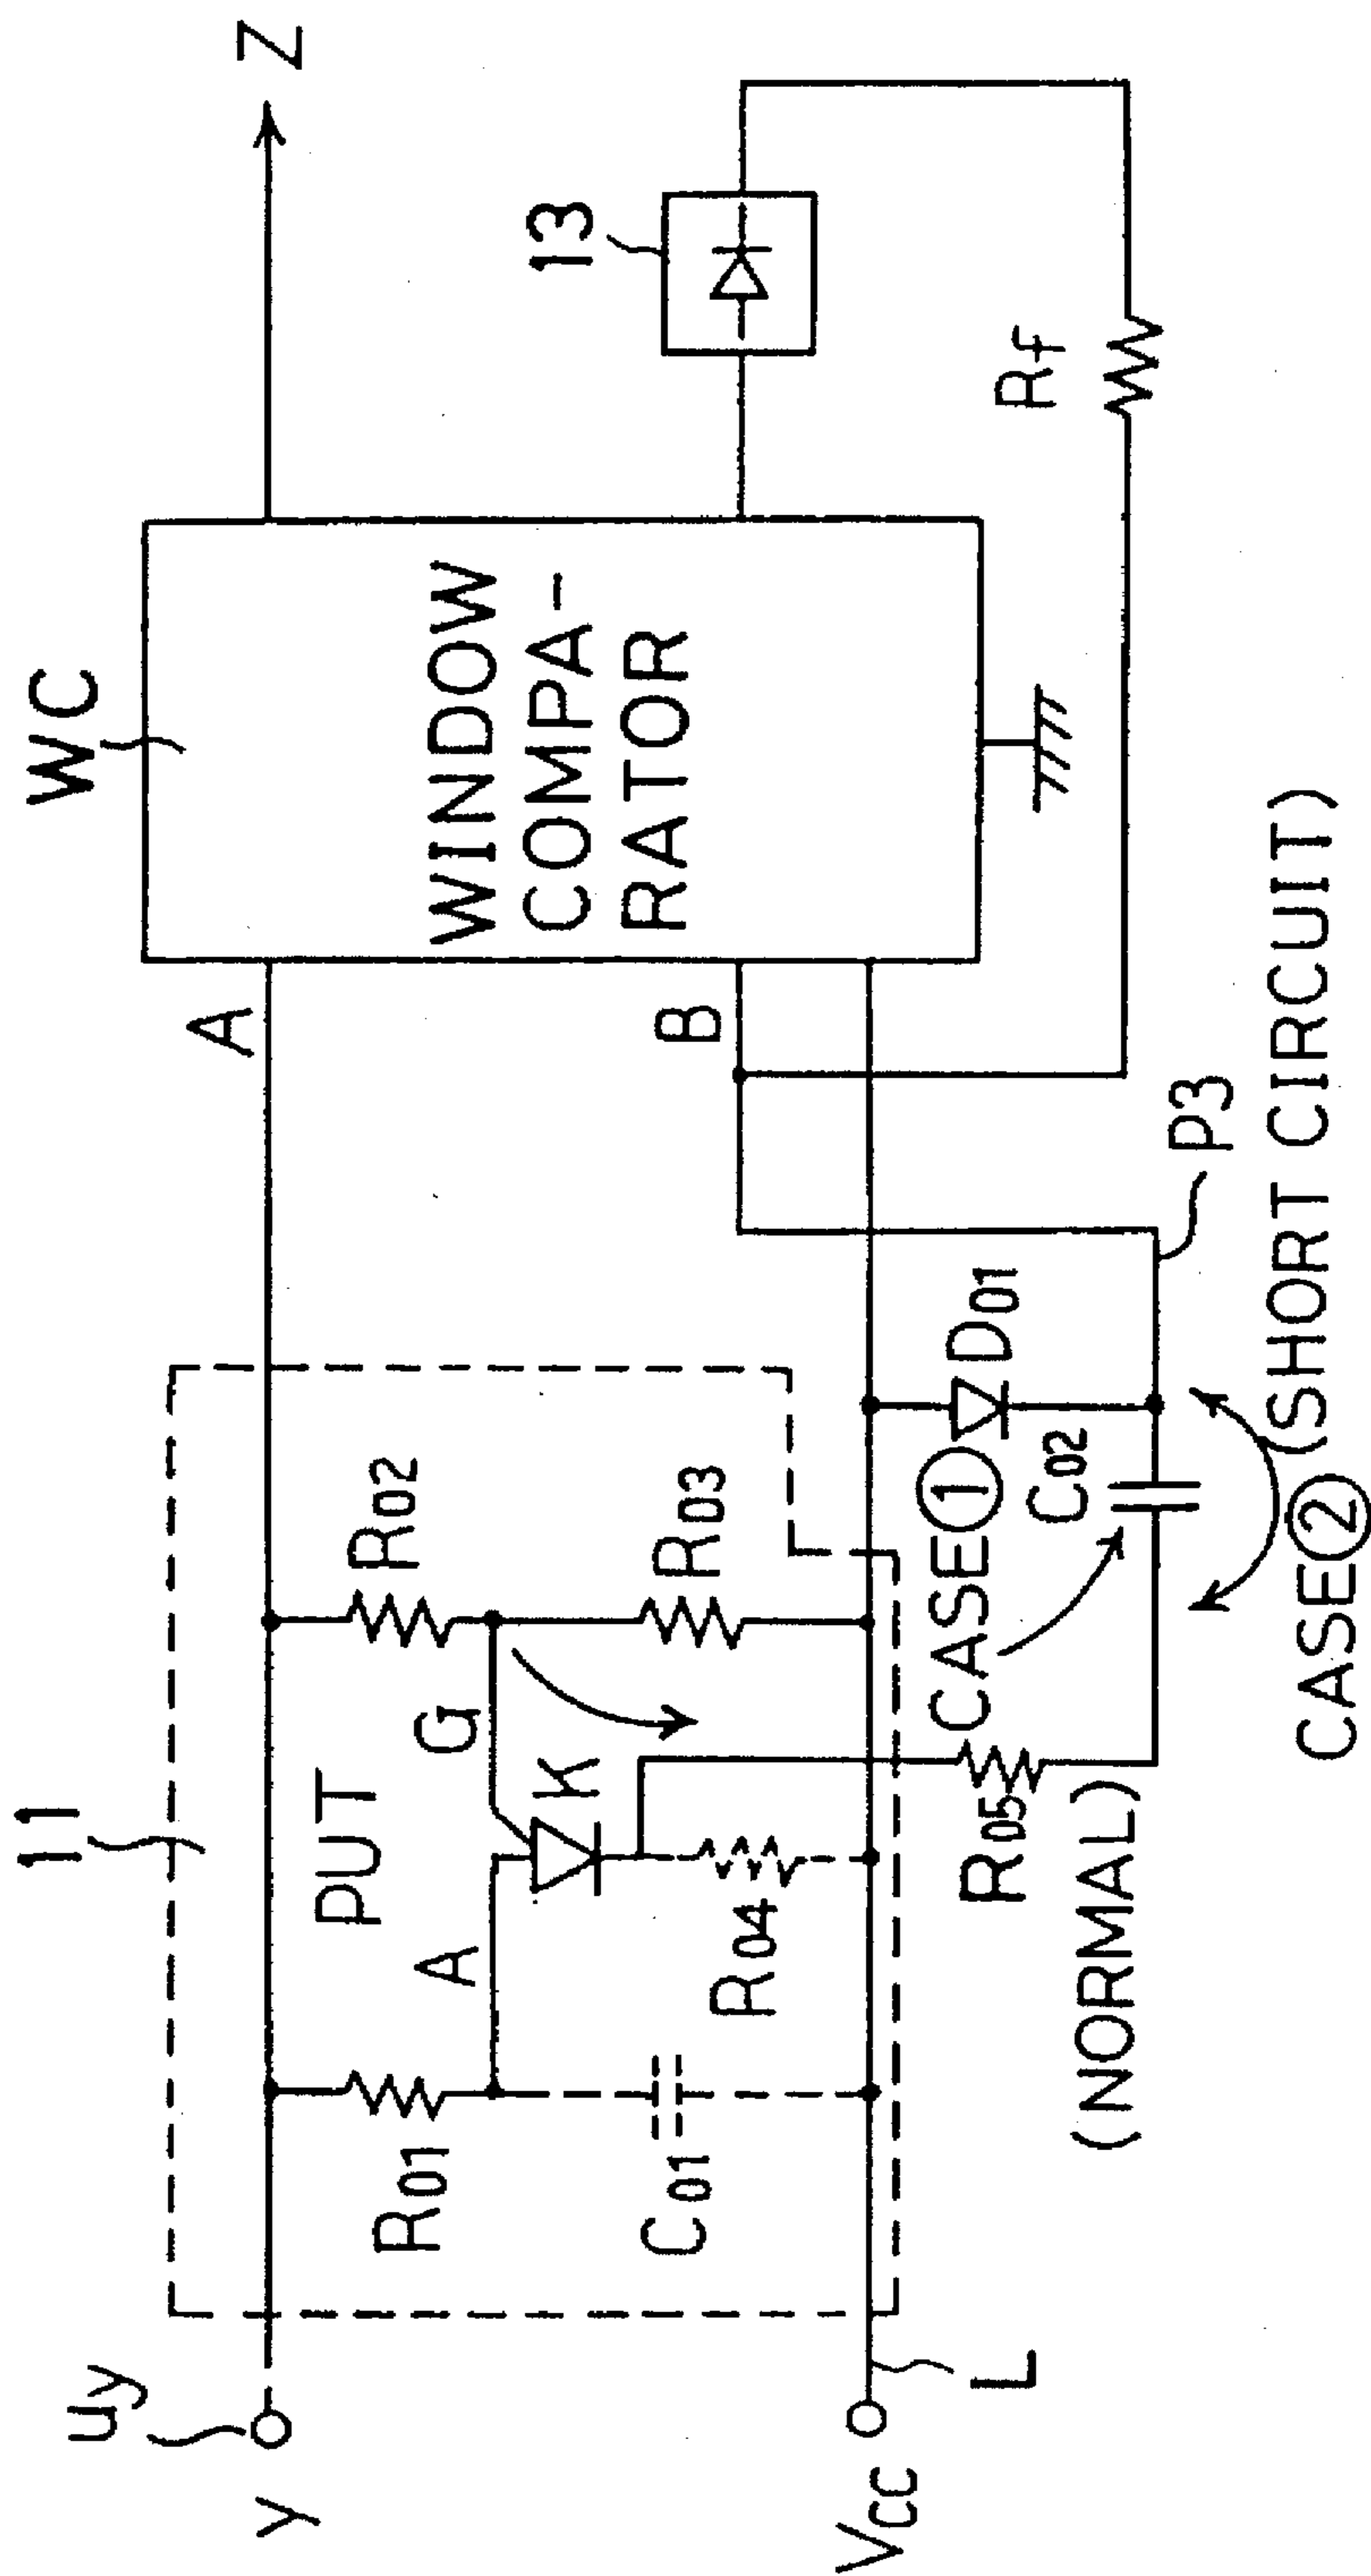 WC
Z
11
13
uy
y
A
WINDOW
COMPA-
RATOR
B
PUT
R02
G
R01
A
K
R03
C01
R04
Rf
VCC
L
D01
CASE①
C02
R05
(NORMAL)
P3
CASE②(SHORT CIRCUIT)